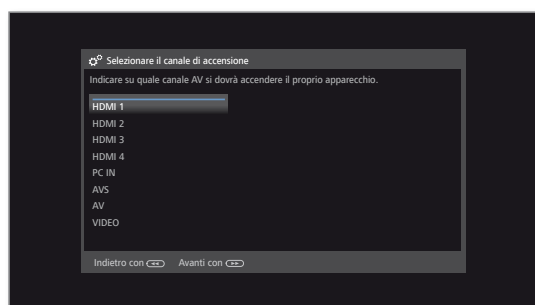 Selezionare il canale di accensione
Indicare su quale canale AV si dovrà accendere il proprio apparecchio.
HDMI 1
HDMI 2
HDMI 3
HDMI 4
PC IN
AVS
AV
VIDEO
Indietro con Avanti con